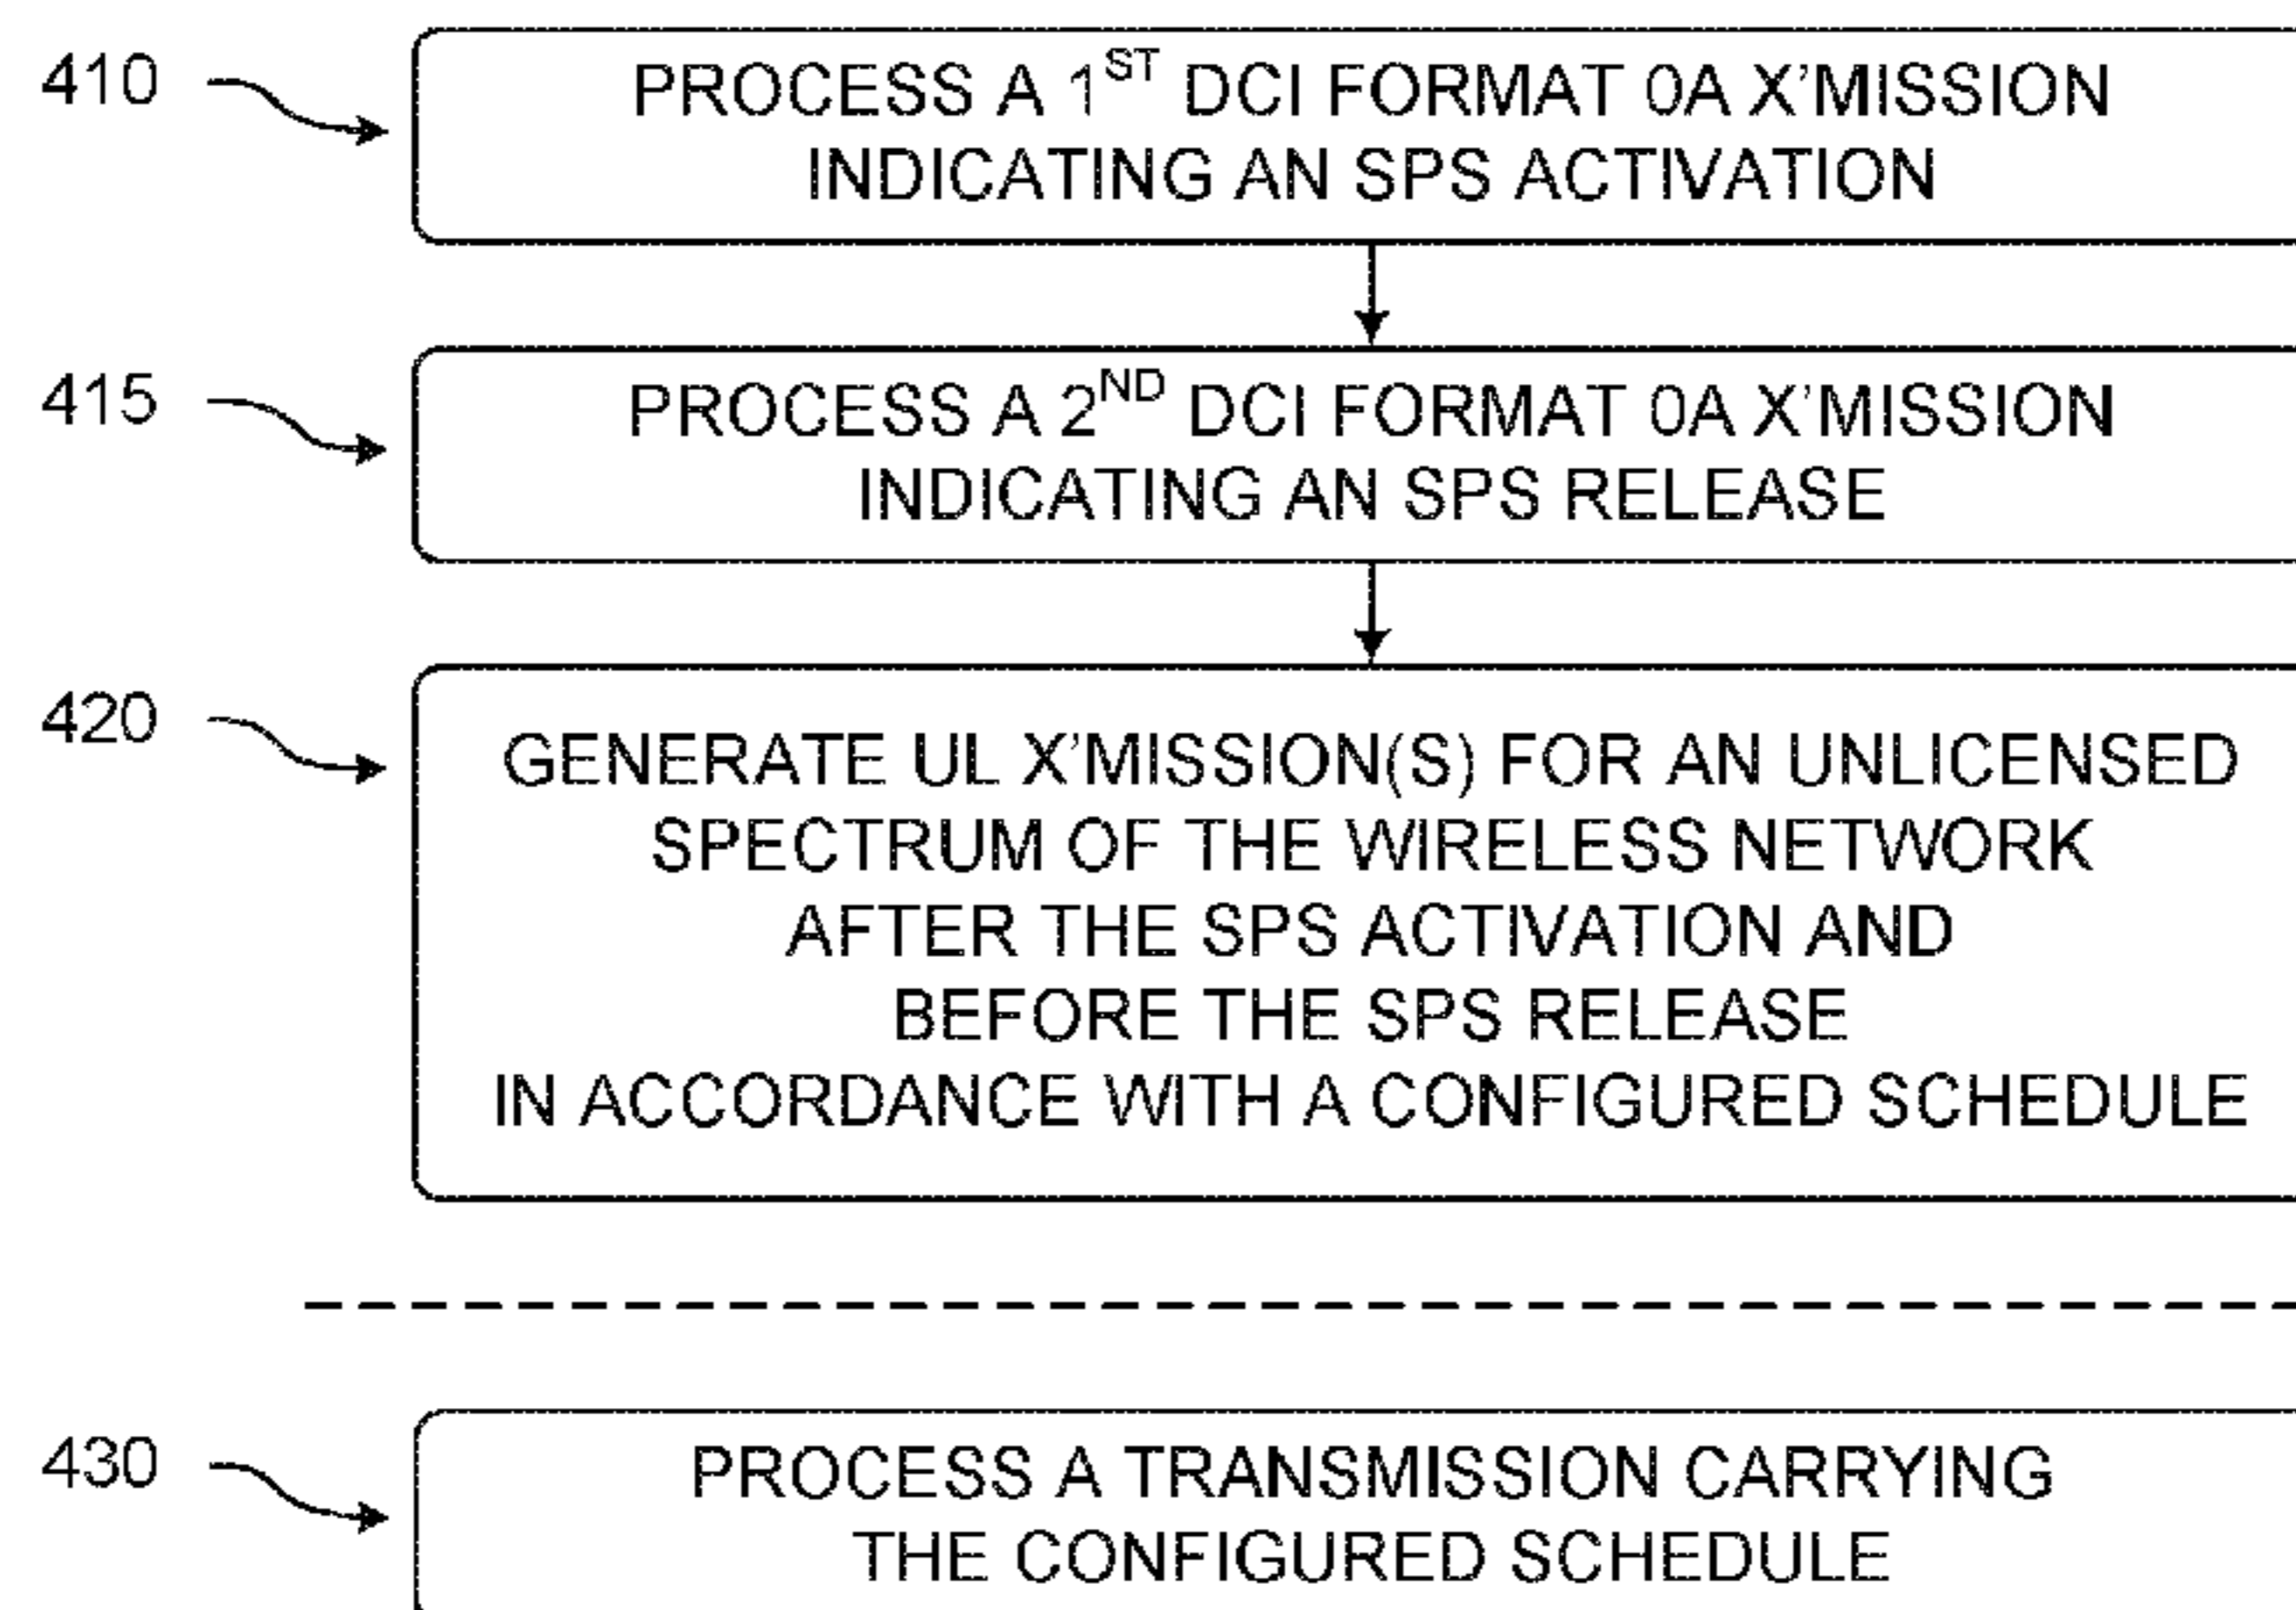 410
PROCESS A 1ST DCI FORMAT 0A X'MISSION
INDICATING AN SPS ACTIVATION
415
PROCESS A 2ND DCI FORMAT 0A X'MISSION
INDICATING AN SPS RELEASE
420
GENERATE UL X'MISSION(S) FOR AN UNLICENSED
SPECTRUM OF THE WIRELESS NETWORK
AFTER THE SPS ACTIVATION AND
BEFORE THE SPS RELEASE
IN ACCORDANCE WITH A CONFIGURED SCHEDULE
430
PROCESS A TRANSMISSION CARRYING
THE CONFIGURED SCHEDULE